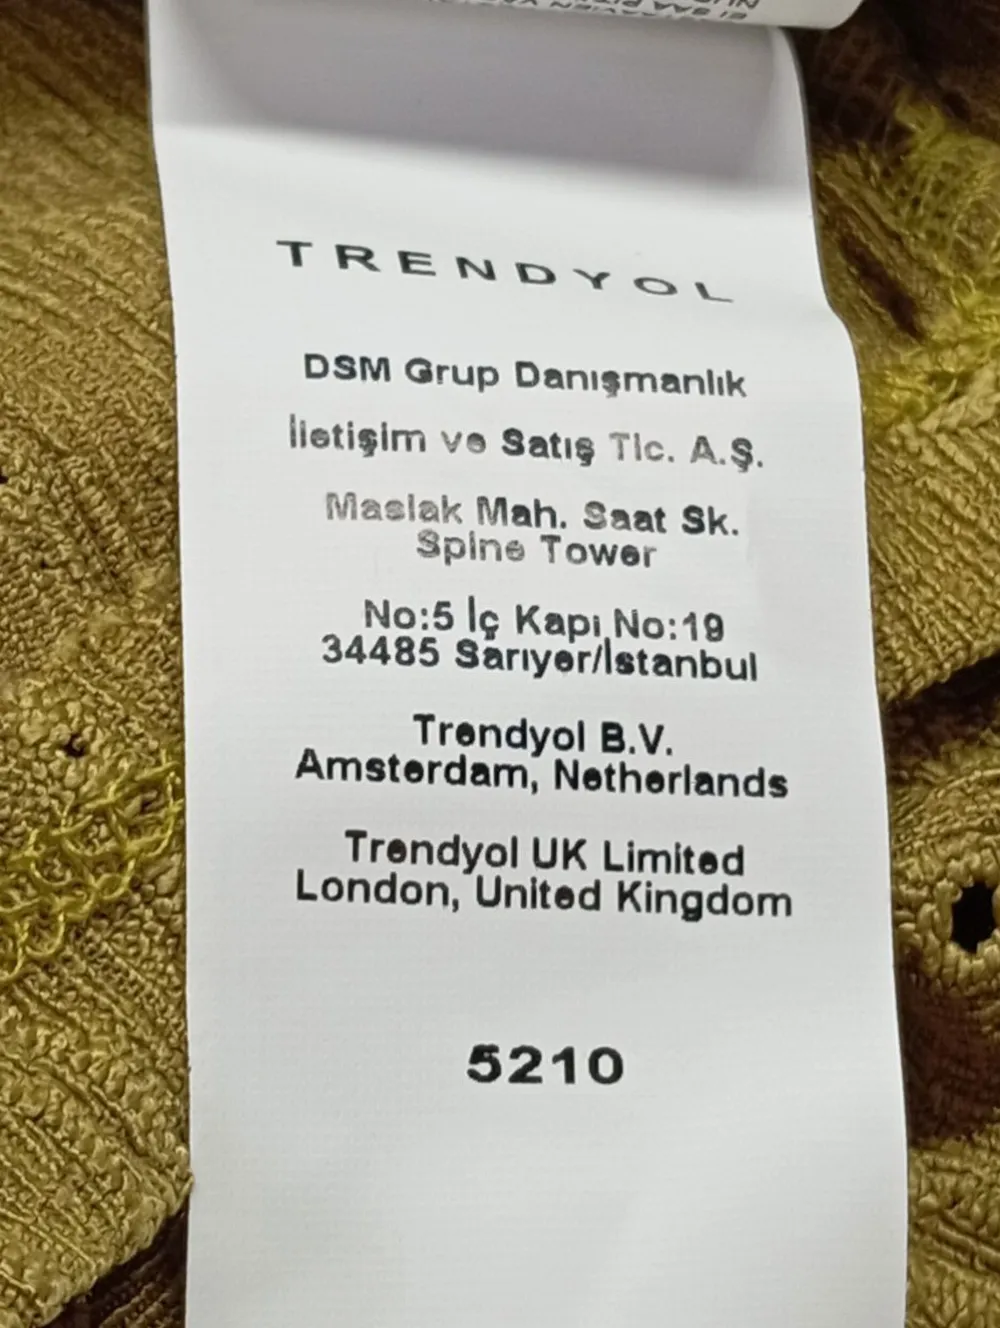 TRENDYOL
DSM Grup Danışmanlık
İletişim ve Satış Tic. A.Ş.
Maslak Mah. Saat Sk.
Spine Tower
No:5 İç Kapı No:19
34485 Sarıyer/İstanbul
Trendyol B.V.
Amsterdam, Netherlands
Trendyol UK Limited
London, United Kingdom
5210